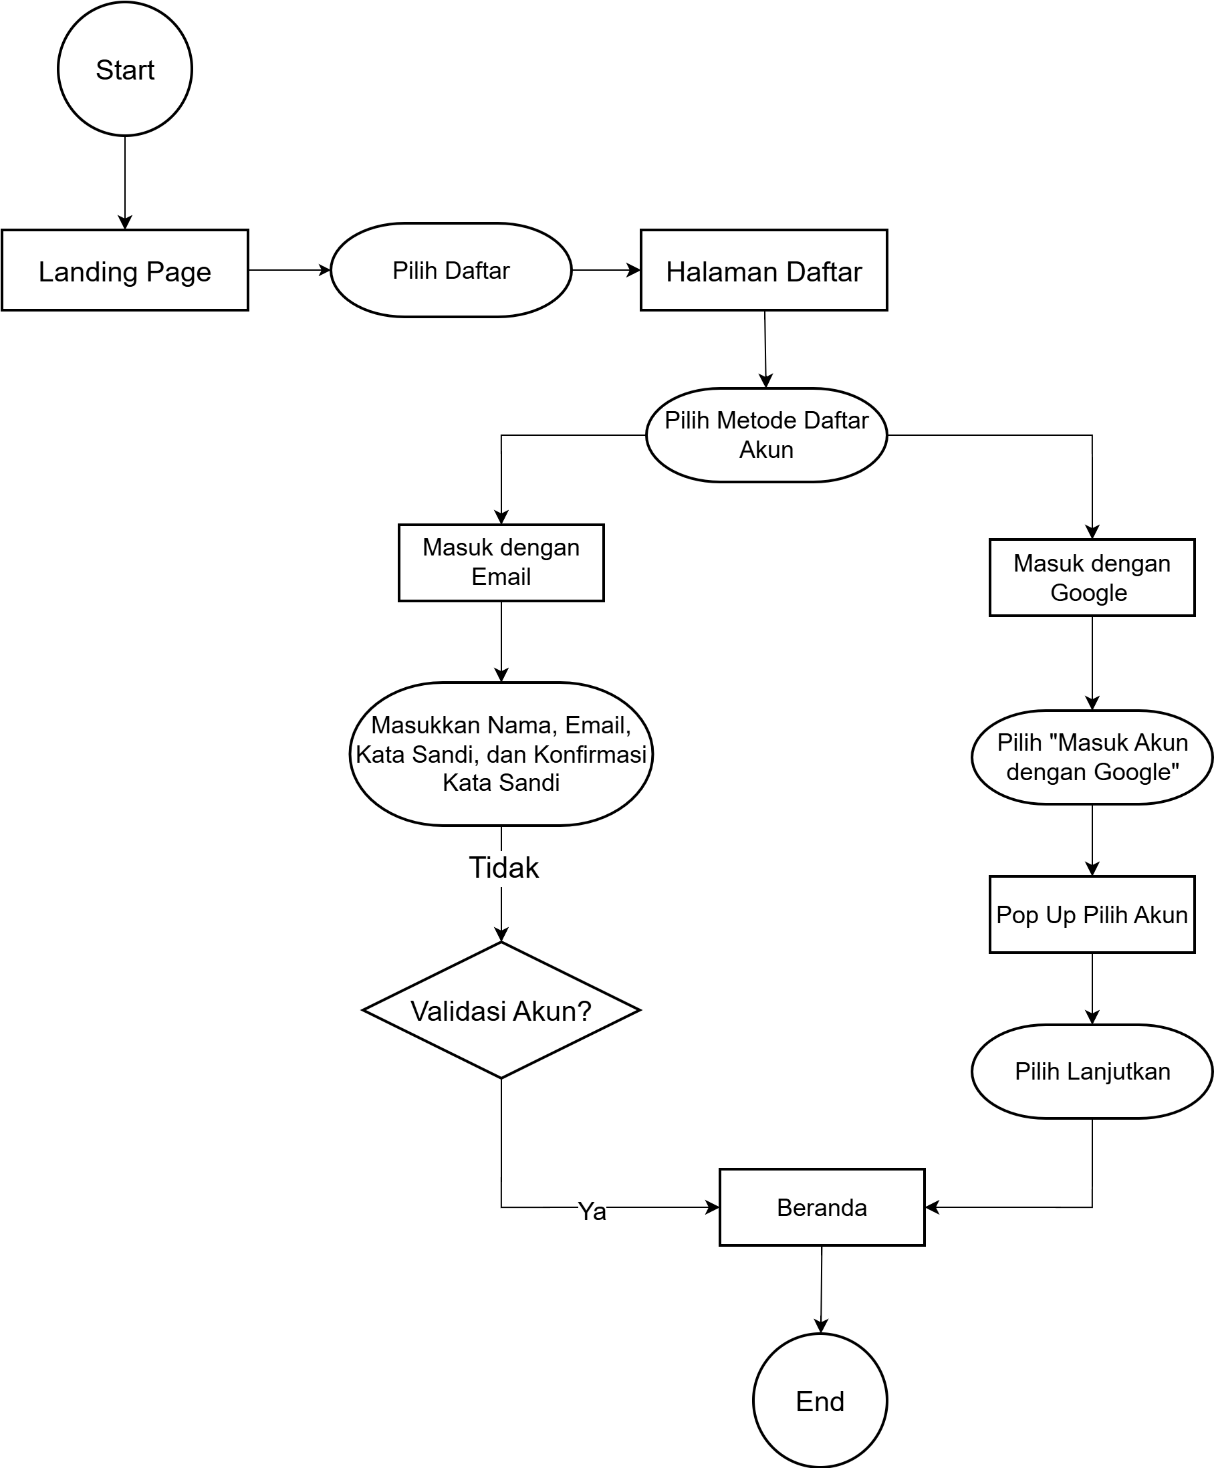 Start
Landing Page
Pilih Daftar
Halaman Daftar
Pilih Metode Daftar
Akun
Masuk dengan
Email
Masuk dengan
Google
Masukkan Nama, Email,
Kata Sandi, dan Konfirmasi
Kata Sandi
Pilih "Masuk Akun
dengan Google"
Tidak
Pop Up Pilih Akun
Validasi Akun?
Pilih Lanjutkan
Ya
Beranda
End